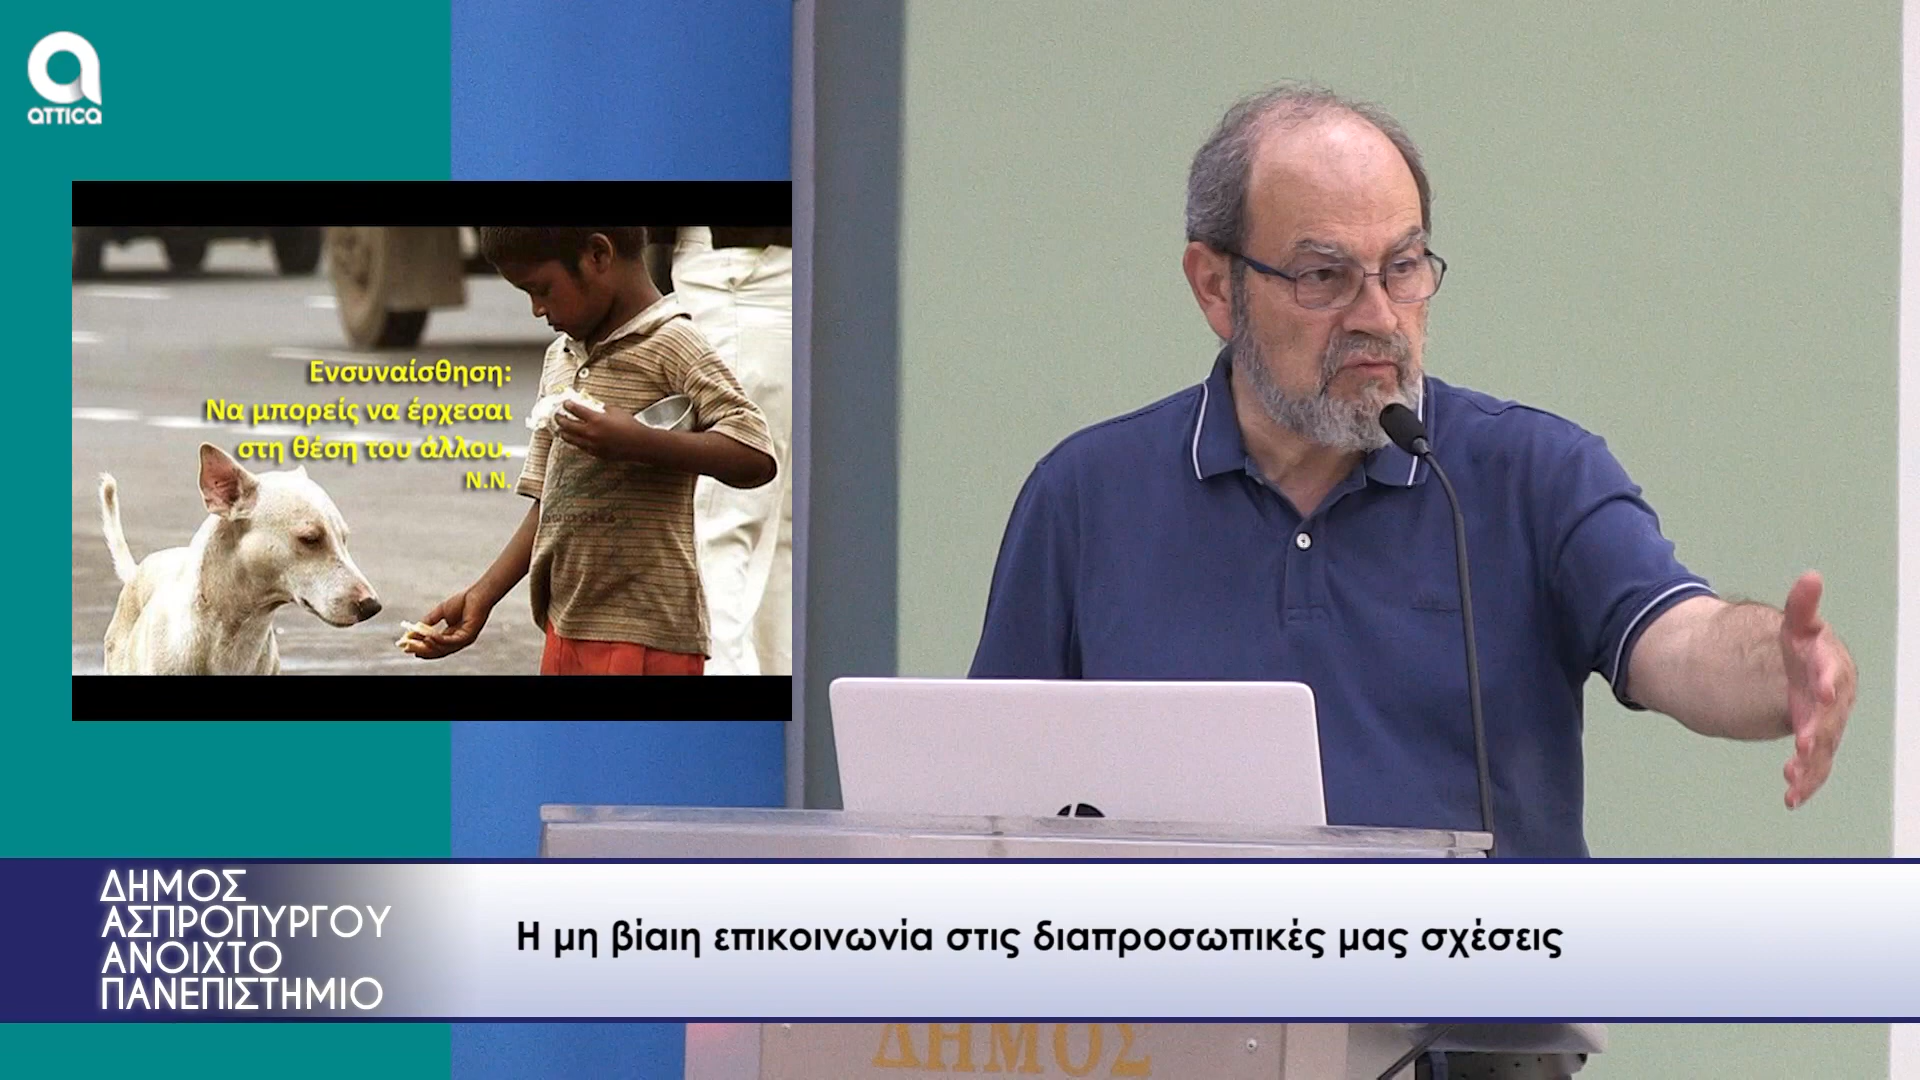 aTTICa
Ενσυναίσθηση:
Να μπορείς να έρχεσαι
στη θέση του άλλου.
Ν.Ν.
ΔΗΜΟΣ
ΑΣΠΡΟΠΥΡΓΟΥ
ΑΝΟΙΧΤΟ
ΠΑΝΕΠΙΣΤΗΜΙΟ
Η μη βίαιη επικοινωνία στις διαπροσωπικές μας σχέσεις
ΔΗΜΟΣ